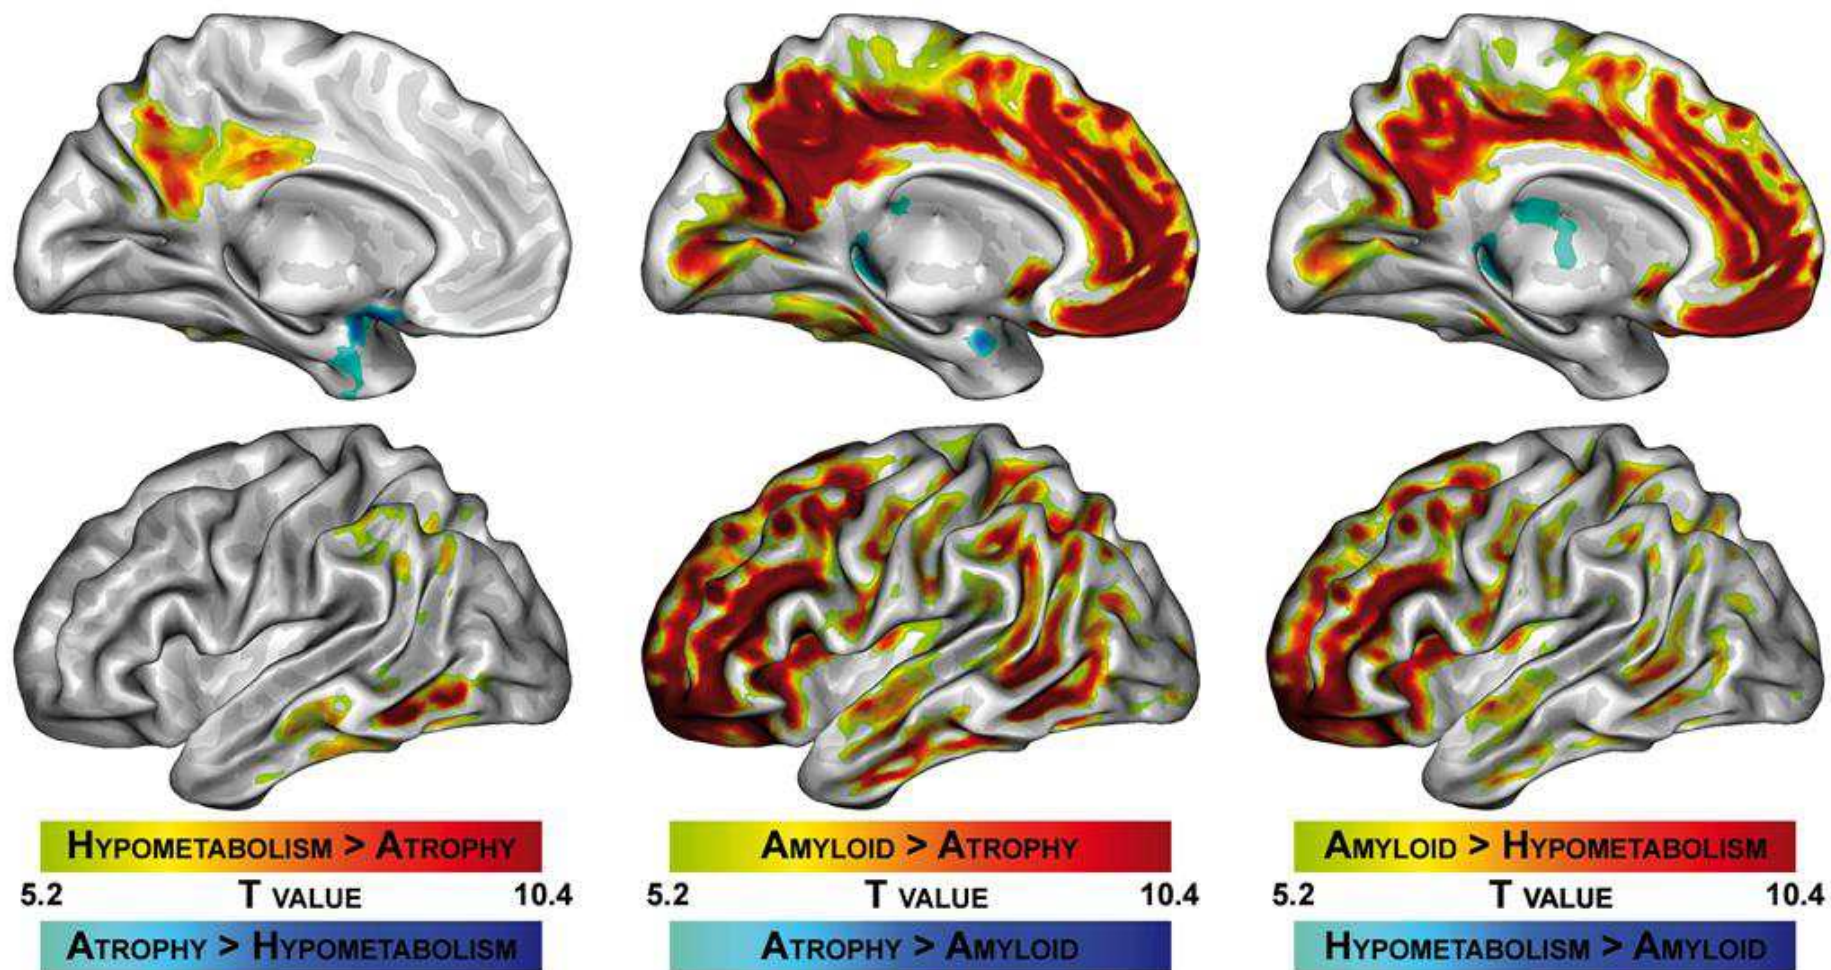 HYPOMETABOLISM > ATROPHY
5.2 T VALUE 10.4
ATROPHY > HYPOMETABOLISM
AMYLOID > ATROPHY
5.2 T VALUE 10.4
ATROPHY > AMYLOID
AMYLOID > HYPOMETABOLISM
5.2 T VALUE 10.4
HYPOMETABOLISM > AMYLOID